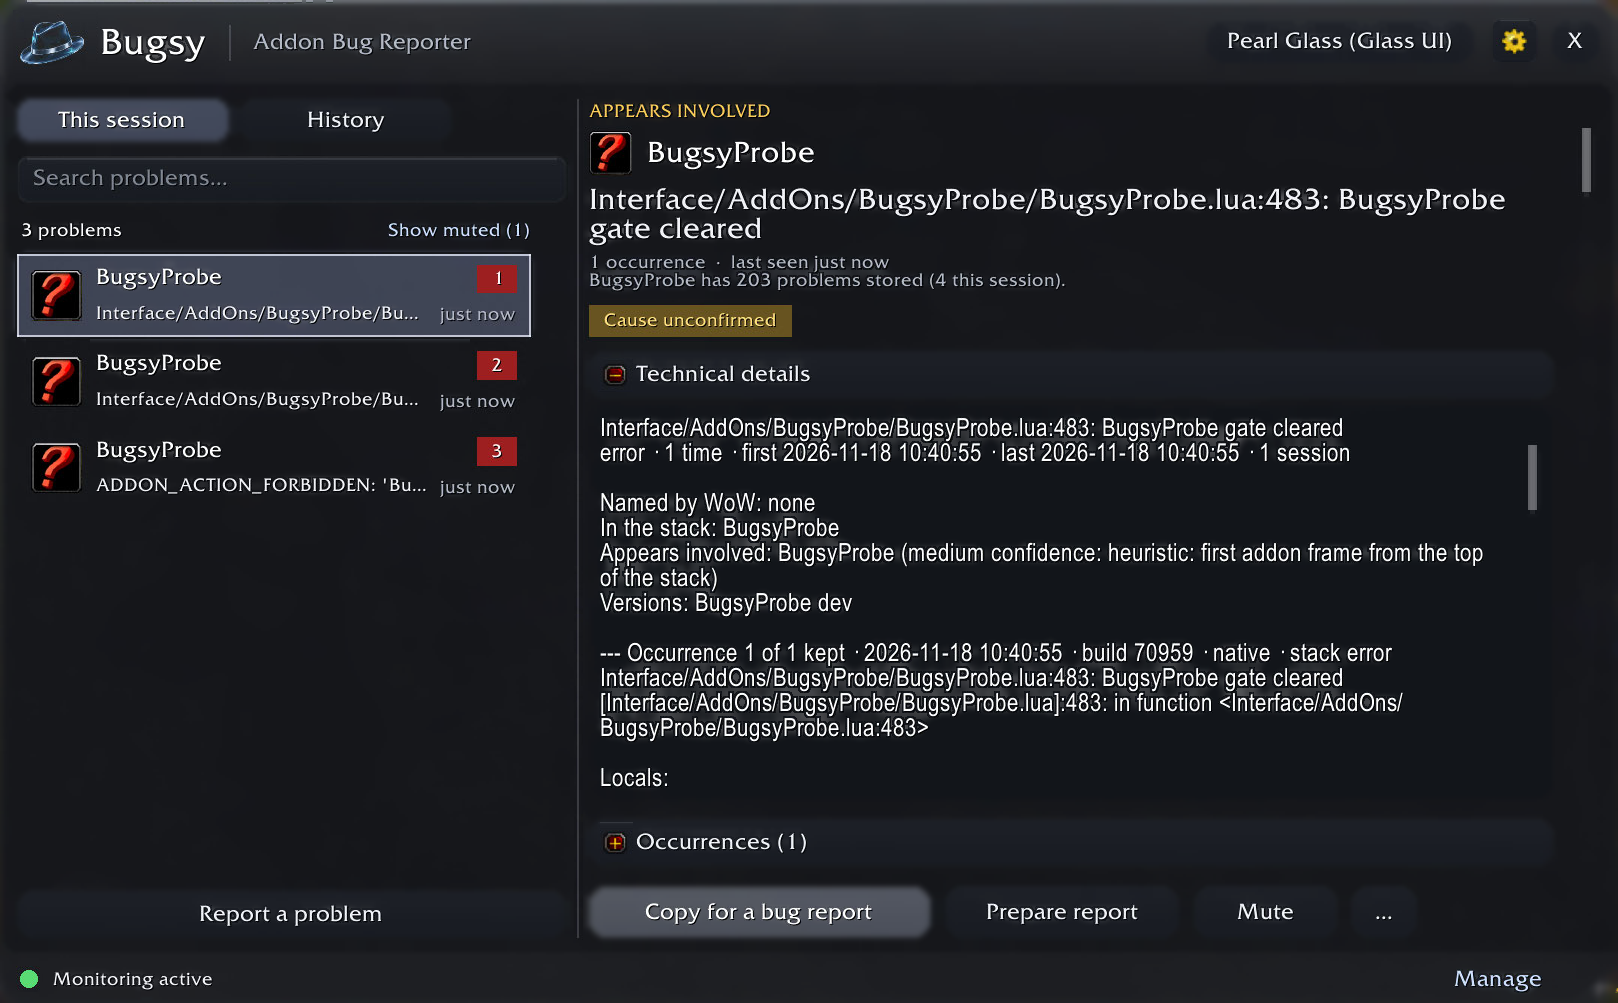 Bugsy
Addon Bug Reporter
Pearl Glass (Glass UI)
X
This session
History
Search problems...
3 problems
Show muted (1)
BugsyProbe
1
Interface/AddOns/BugsyProbe/Bu...
just now
BugsyProbe
2
Interface/AddOns/BugsyProbe/Bu...
just now
BugsyProbe
3
ADDON_ACTION_FORBIDDEN: 'Bu...
just now
Report a problem
APPEARS INVOLVED
BugsyProbe
Interface/AddOns/BugsyProbe/BugsyProbe.lua:483: BugsyProbe
gate cleared
1 occurrence · last seen just now
BugsyProbe has 203 problems stored (4 this session).
Cause unconfirmed
Technical details
Interface/AddOns/BugsyProbe/BugsyProbe.lua:483: BugsyProbe gate cleared
error · 1 time · first 2026-11-18 10:40:55 · last 2026-11-18 10:40:55 · 1 session
Named by WoW: none
In the stack: BugsyProbe
Appears involved: BugsyProbe (medium confidence: heuristic: first addon frame from the top
of the stack)
Versions: BugsyProbe dev
--- Occurrence 1 of 1 kept · 2026-11-18 10:40:55 · build 70959 · native · stack error
Interface/AddOns/BugsyProbe/BugsyProbe.lua:483: BugsyProbe gate cleared
[Interface/AddOns/BugsyProbe/BugsyProbe.lua]:483: in function <Interface/AddOns/
BugsyProbe/BugsyProbe.lua:483>
Locals:
Occurrences (1)
Copy for a bug report
Prepare report
Mute
...
Monitoring active
Manage